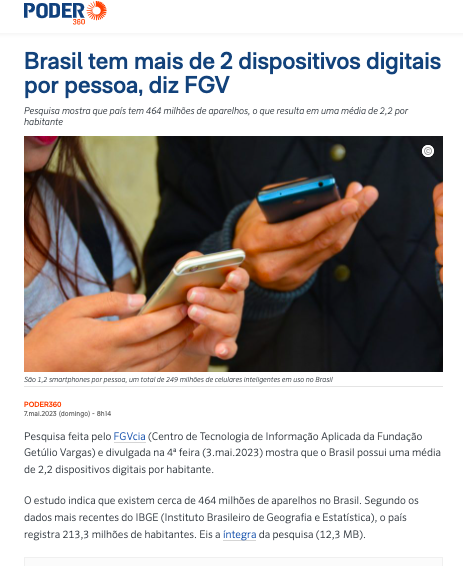 PODER
360
Brasil tem mais de 2 dispositivos digitais
por pessoa, diz FGV
Pesquisa mostra que país tem 464 milhões de aparelhos, o que resulta em uma média de 2,2 por
habitante
São 1,2 smartphones por pessoa, um total de 249 milhões de celulares inteligentes em uso no Brasil
PODER360
7.mai.2023 (domingo) - 8h14
Pesquisa feita pelo FGVcia (Centro de Tecnologia de Informação Aplicada da Fundação
Getúlio Vargas) e divulgada na 4ª feira (3.mai.2023) mostra que o Brasil possui uma média
de 2,2 dispositivos digitais por habitante.
O estudo indica que existem cerca de 464 milhões de aparelhos no Brasil. Segundo os
dados mais recentes do IBGE (Instituto Brasileiro de Geografia e Estatística), o país
registra 213,3 milhões de habitantes. Eis a íntegra da pesquisa (12,3 MB).